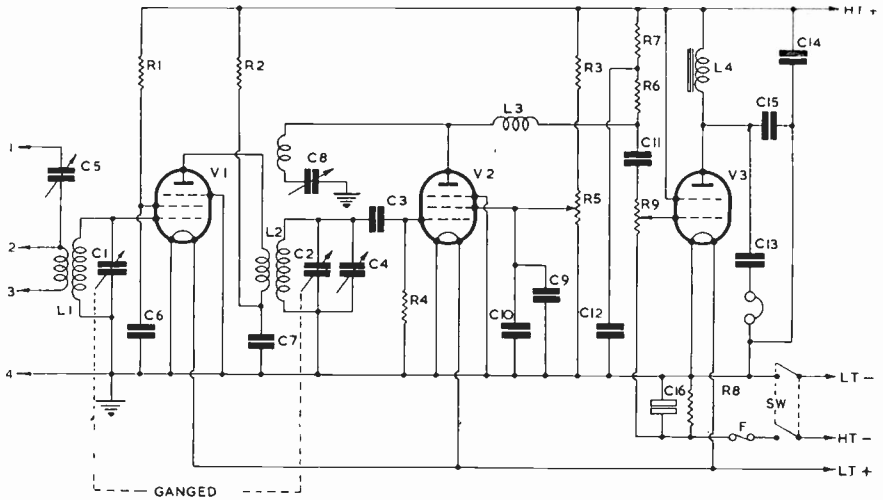 HT+
R1
R2
R3
R7
L4
C14
R6
L3
C15
1
C5
V1
C8
C11
V3
C3
V2
R5
R9
L2
2
C1
C2
C4
C13
3
L1
R4
C9
C6
C7
C10
C12
4
LT-
C16
R8
SW
F
HT-
LT+
GANGED